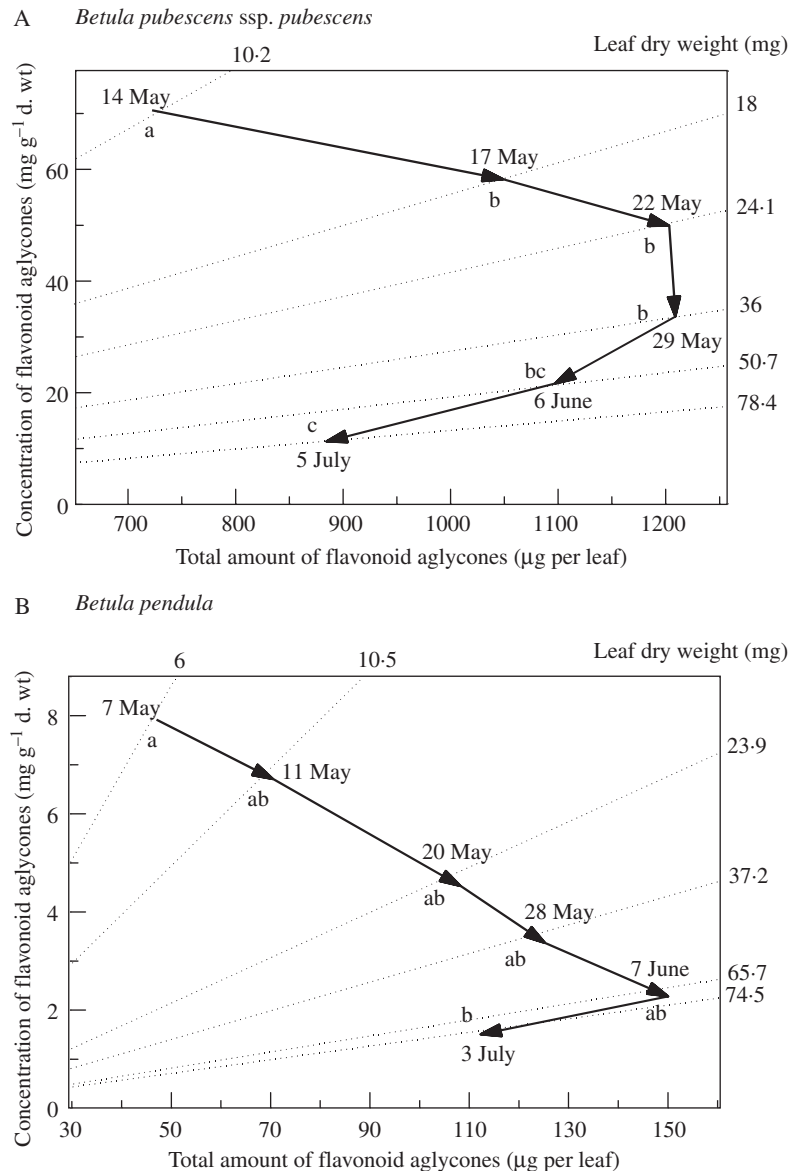 A Betula pubescens ssp. pubescens
10·2
Leaf dry weight (mg)
Concentration of flavonoid aglycones (mg g⁻¹ d. wt)
14 May
a
18
17 May
60
b
22 May
24·1
b
40
b
36
29 May
50·7
bc
20
6 June
78·4
c
5 July
0
700 800 900 1000 1100 1200
Total amount of flavonoid aglycones (µg per leaf)
B Betula pendula
Leaf dry weight (mg)
6
10·5
Concentration of flavonoid aglycones (mg g⁻¹ d. wt)
7 May
8
a
23·9
11 May
ab
6
20 May
37·2
4
ab
28 May
ab
7 June
65·7
74·5
2
b
ab
3 July
0
30 50 70 90 110 130 150
Total amount of flavonoid aglycones (µg per leaf)